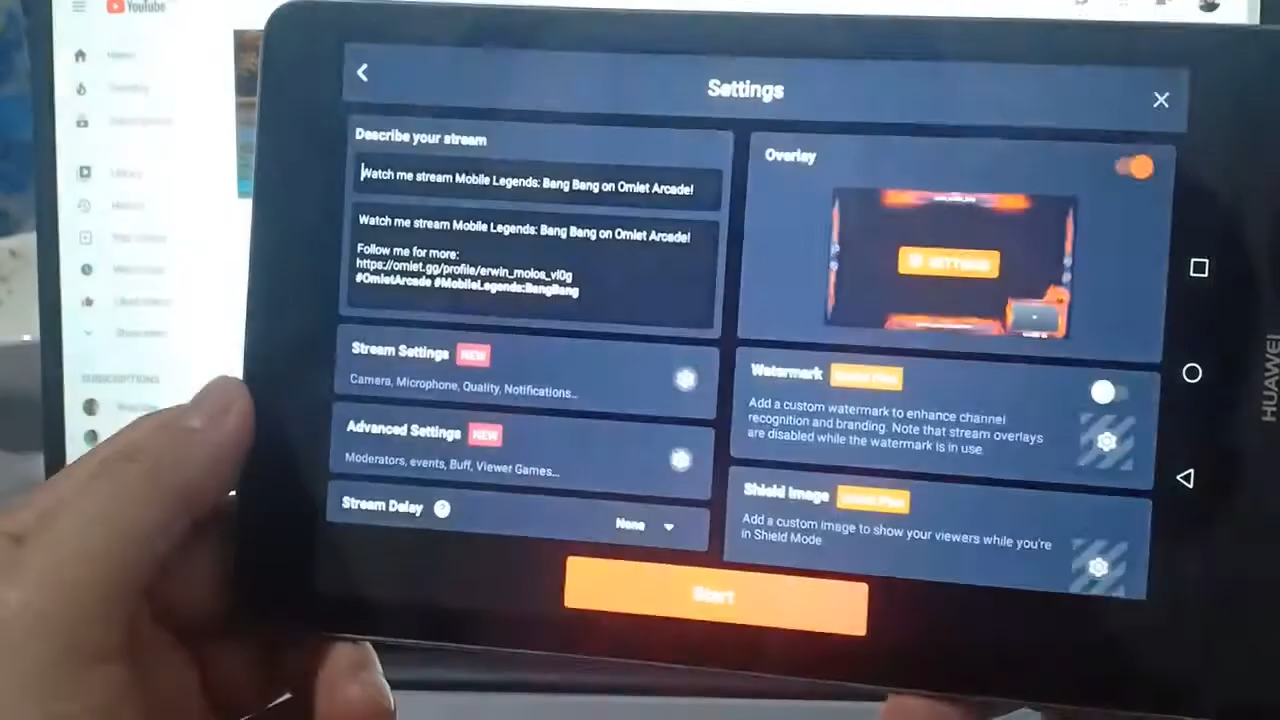 YouTube
Settings
Describe your stream
Watch me stream Mobile Legends: Bang Bang on Omlet Arcade!
Watch me stream Mobile Legends: Bang Bang on Omlet Arcade!
Follow me for more:
https://omlet.gg/profile/erwin_molos_vl0g
#OmletArcade #MobileLegends:BangBang
Stream Settings NEW
Camera, Microphone, Quality, Notifications...
Advanced Settings NEW
Moderators, events, Buff, Viewer Games...
Stream Delay ?
None
Overlay
SETTINGS
Watermark
Add a custom watermark to enhance channel
recognition and branding. Note that stream overlays
are disabled while the watermark is in use.
Shield Image
Add a custom image to show your viewers while you're
in Shield Mode
Start
HUAWEI
Home
Library
SUBSCRIPTIONS